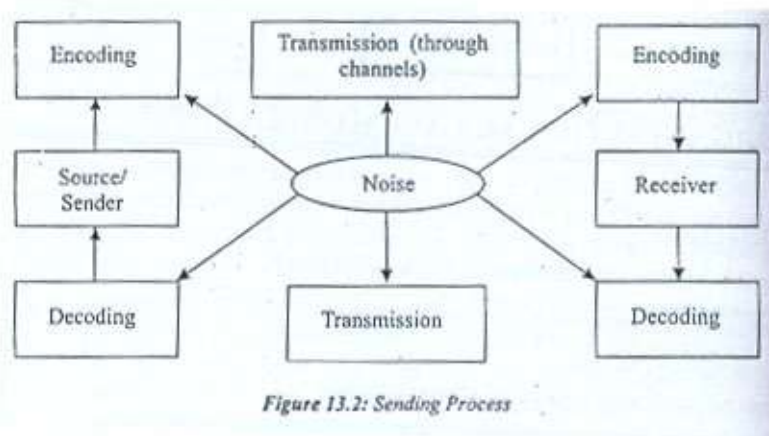 Encoding
Transmission (through
channels)
Encoding
Source/
Sender
Noise
Receiver
Decoding
Transmission
Decoding
Figure 13.2: Sending Process